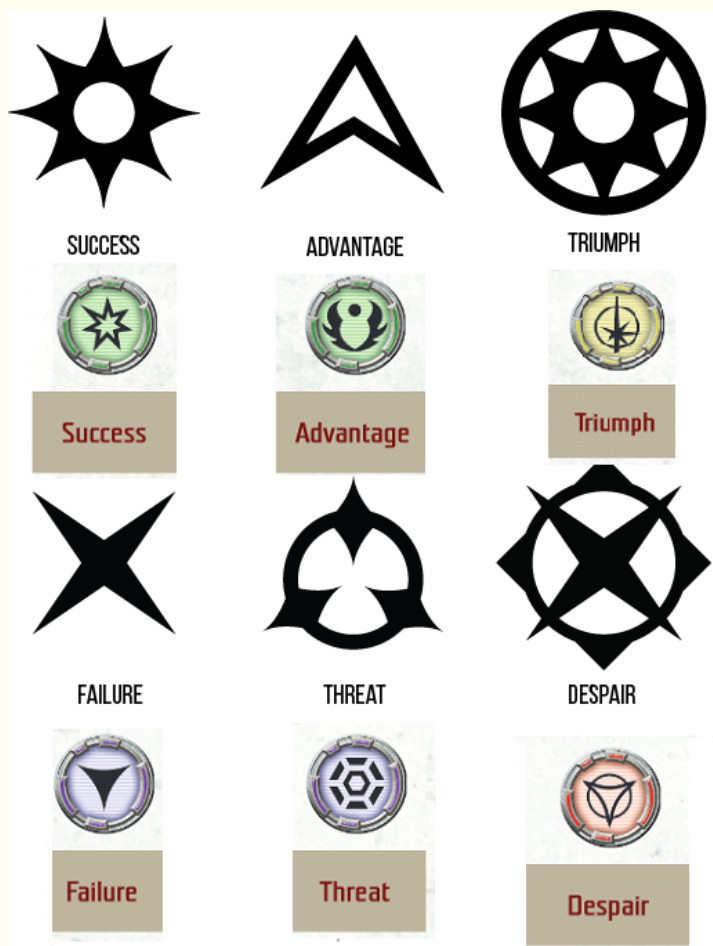 SUCCESS
ADVANTAGE
TRIUMPH
Success
Advantage
Triumph
FAILURE
THREAT
DESPAIR
Failure
Threat
Despair